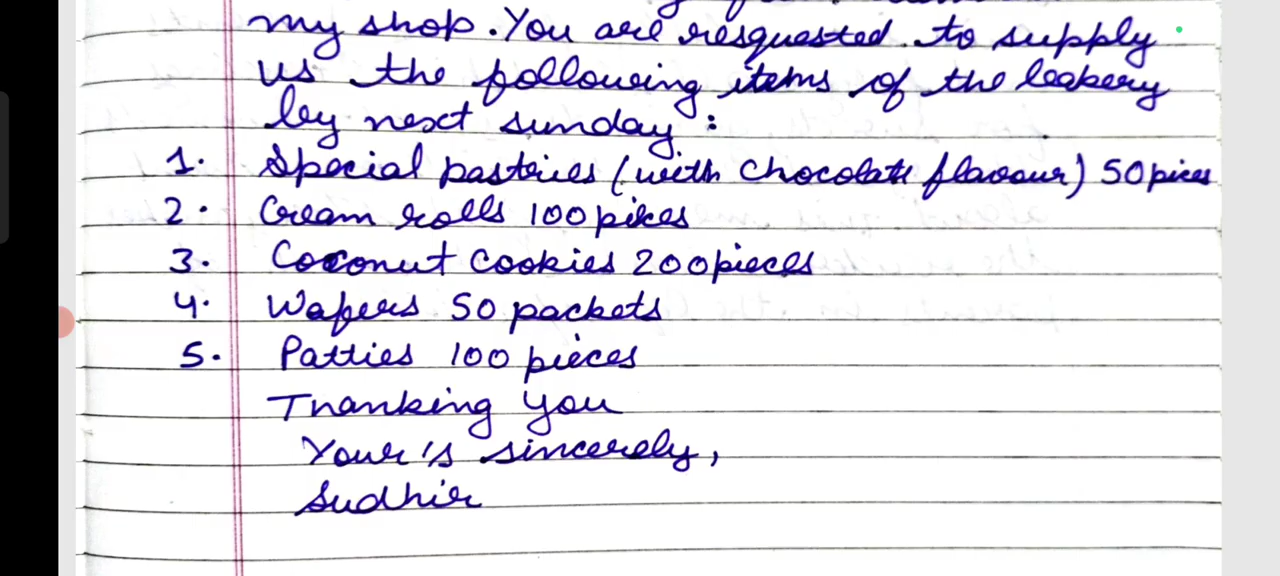 my shop. You are resquested to supply
us the following items of the bakery
by next sunday :
1. Special pastries (with Chocolate flavour) 50 pices
2. Cream rolls 100 pikes
3. Coconut Cookies 200 pieces
4. Wafers 50 packets
5. Patties 100 pieces
Thanking you
Your's sincerely,
Sudhir